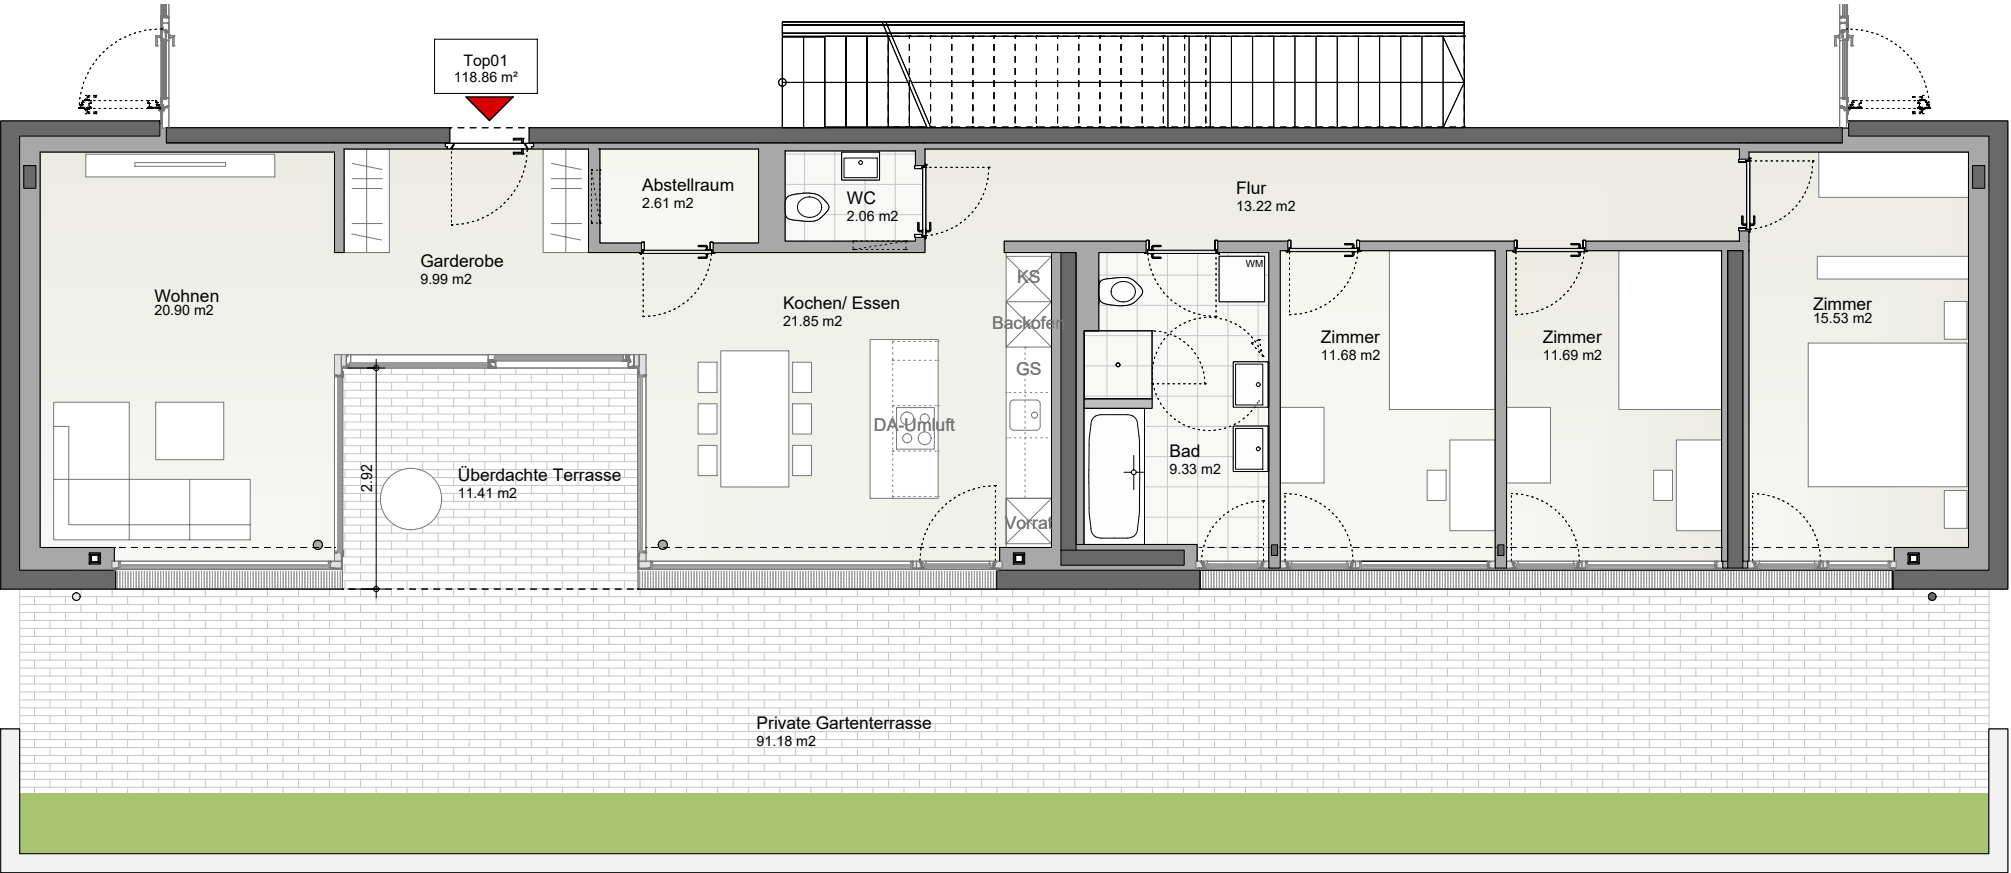 Top01
118.86 m²
Abstellraum
2.61 m2
WC
2.06 m2
Flur
13.22 m2
Garderobe
9.99 m2
Wohnen
20.90 m2
Kochen/ Essen
21.85 m2
KS
Backofen
GS
DA-Umluft
Vorrat
WM
Bad
9.33 m2
Zimmer
11.68 m2
Zimmer
11.69 m2
Zimmer
15.53 m2
2.92
Überdachte Terrasse
11.41 m2
Private Gartenterrasse
91.18 m2